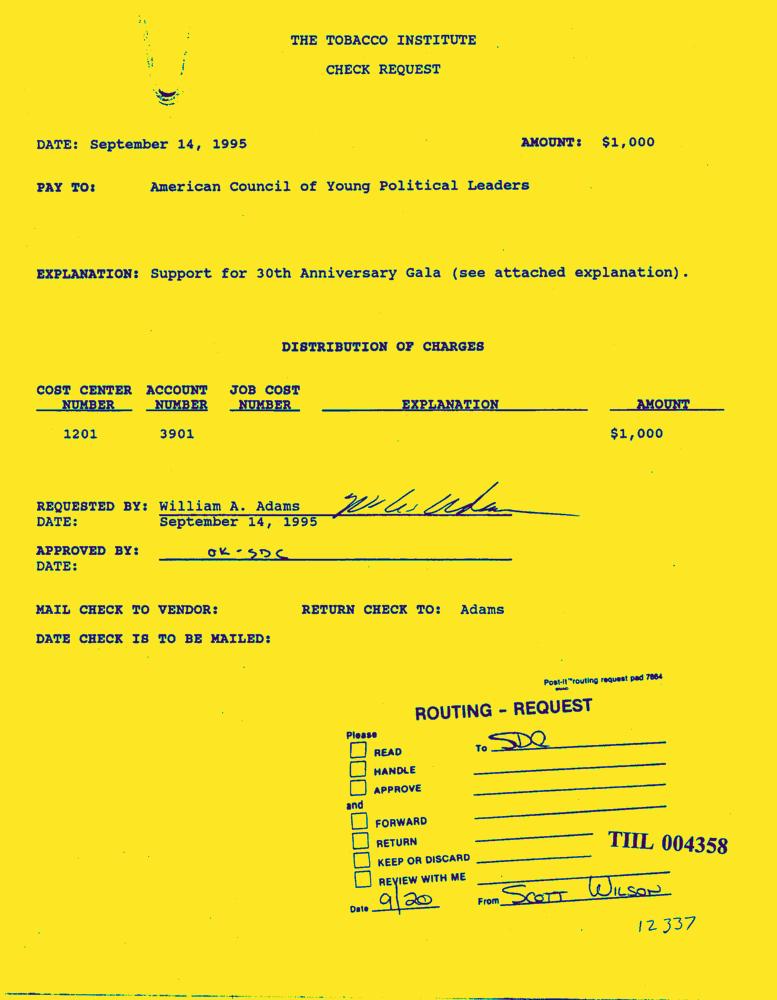 THE TOBACCO INSTITUTE
CHECK REQUEST
DATE: September 14, 1995 AMOUNT: $1,000
PAY TO: American Council of Young Political Leaders
EXPLANATION: Support for 30th Anniversary Gala (see attached explanation).
DISTRIBUTION OF CHARGES
COST CENTER ACCOUNT JOB COST
NUMBER NUMBER NUMBER EXPLANATION AMOUNT
1201 3901 $1,000
REQUESTED BY: William A. Adams
DATE: September 14, 1995
APPROVED BY: OK-SDC
DATE:
MAIL CHECK TO VENDOR: RETURN CHECK TO: Adams
DATE CHECK IS TO BE MAILED:
Post-it™ routing request pad 7664
ROUTING - REQUEST
Please
READ To
HANDLE
APPROVE
and
FORWARD
RETURN
TIIL 004358
KEEP OR DISCARD
REVIEW WITH ME
Date 9/20 From SCOTT WILSON
12337